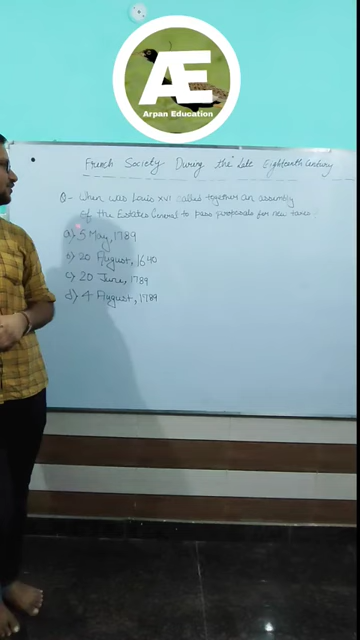 AE
Arpan Education
French Society During the Late Eighteenth Century
Q- When was Louis XVI called together an assembly
of the Estates General to pass proposals for new taxes
a) 5 May, 1789
b) 20 August, 1640
c) 20 June, 1789
d) 4 August, 1789